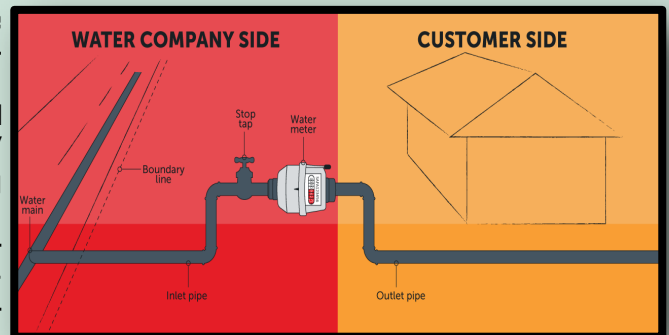 WATER COMPANY SIDE
CUSTOMER SIDE
Stop
tap
Water
meter
Boundary
line
Water
main
Inlet pipe
Outlet pipe